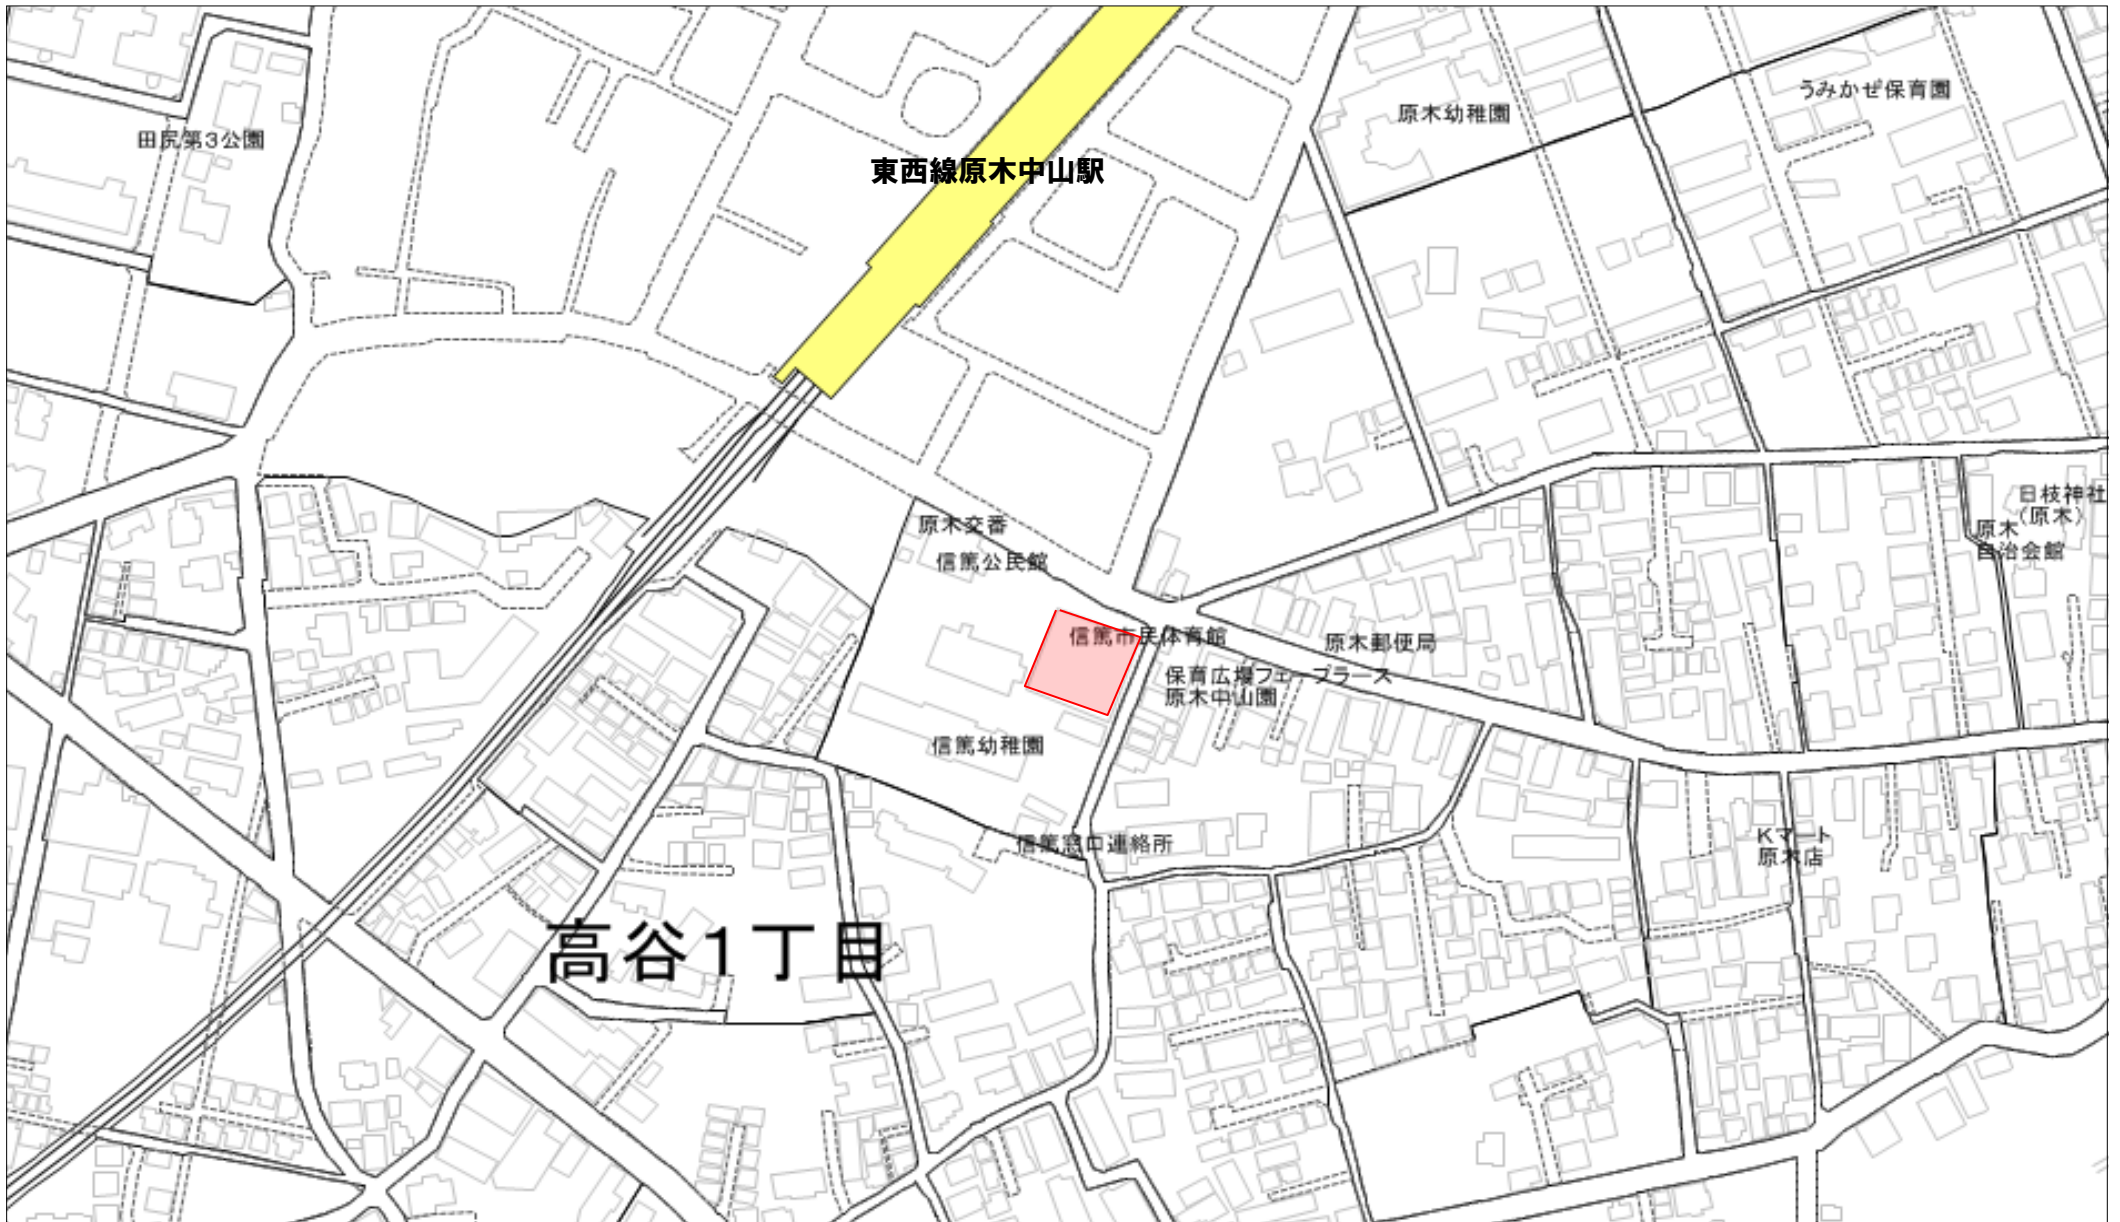 うみかぜ保育園
原木幼稚園
田尻第3公園
東西線原木中山駅
日枝神社
(原木)
原木
自治会館
原木交番
信篤公民館
信篤市民体育館
原木郵便局
保育広場フェープラース
原木中山園
信篤幼稚園
信篤窓口連絡所
Kマート
原木店
高谷1丁目